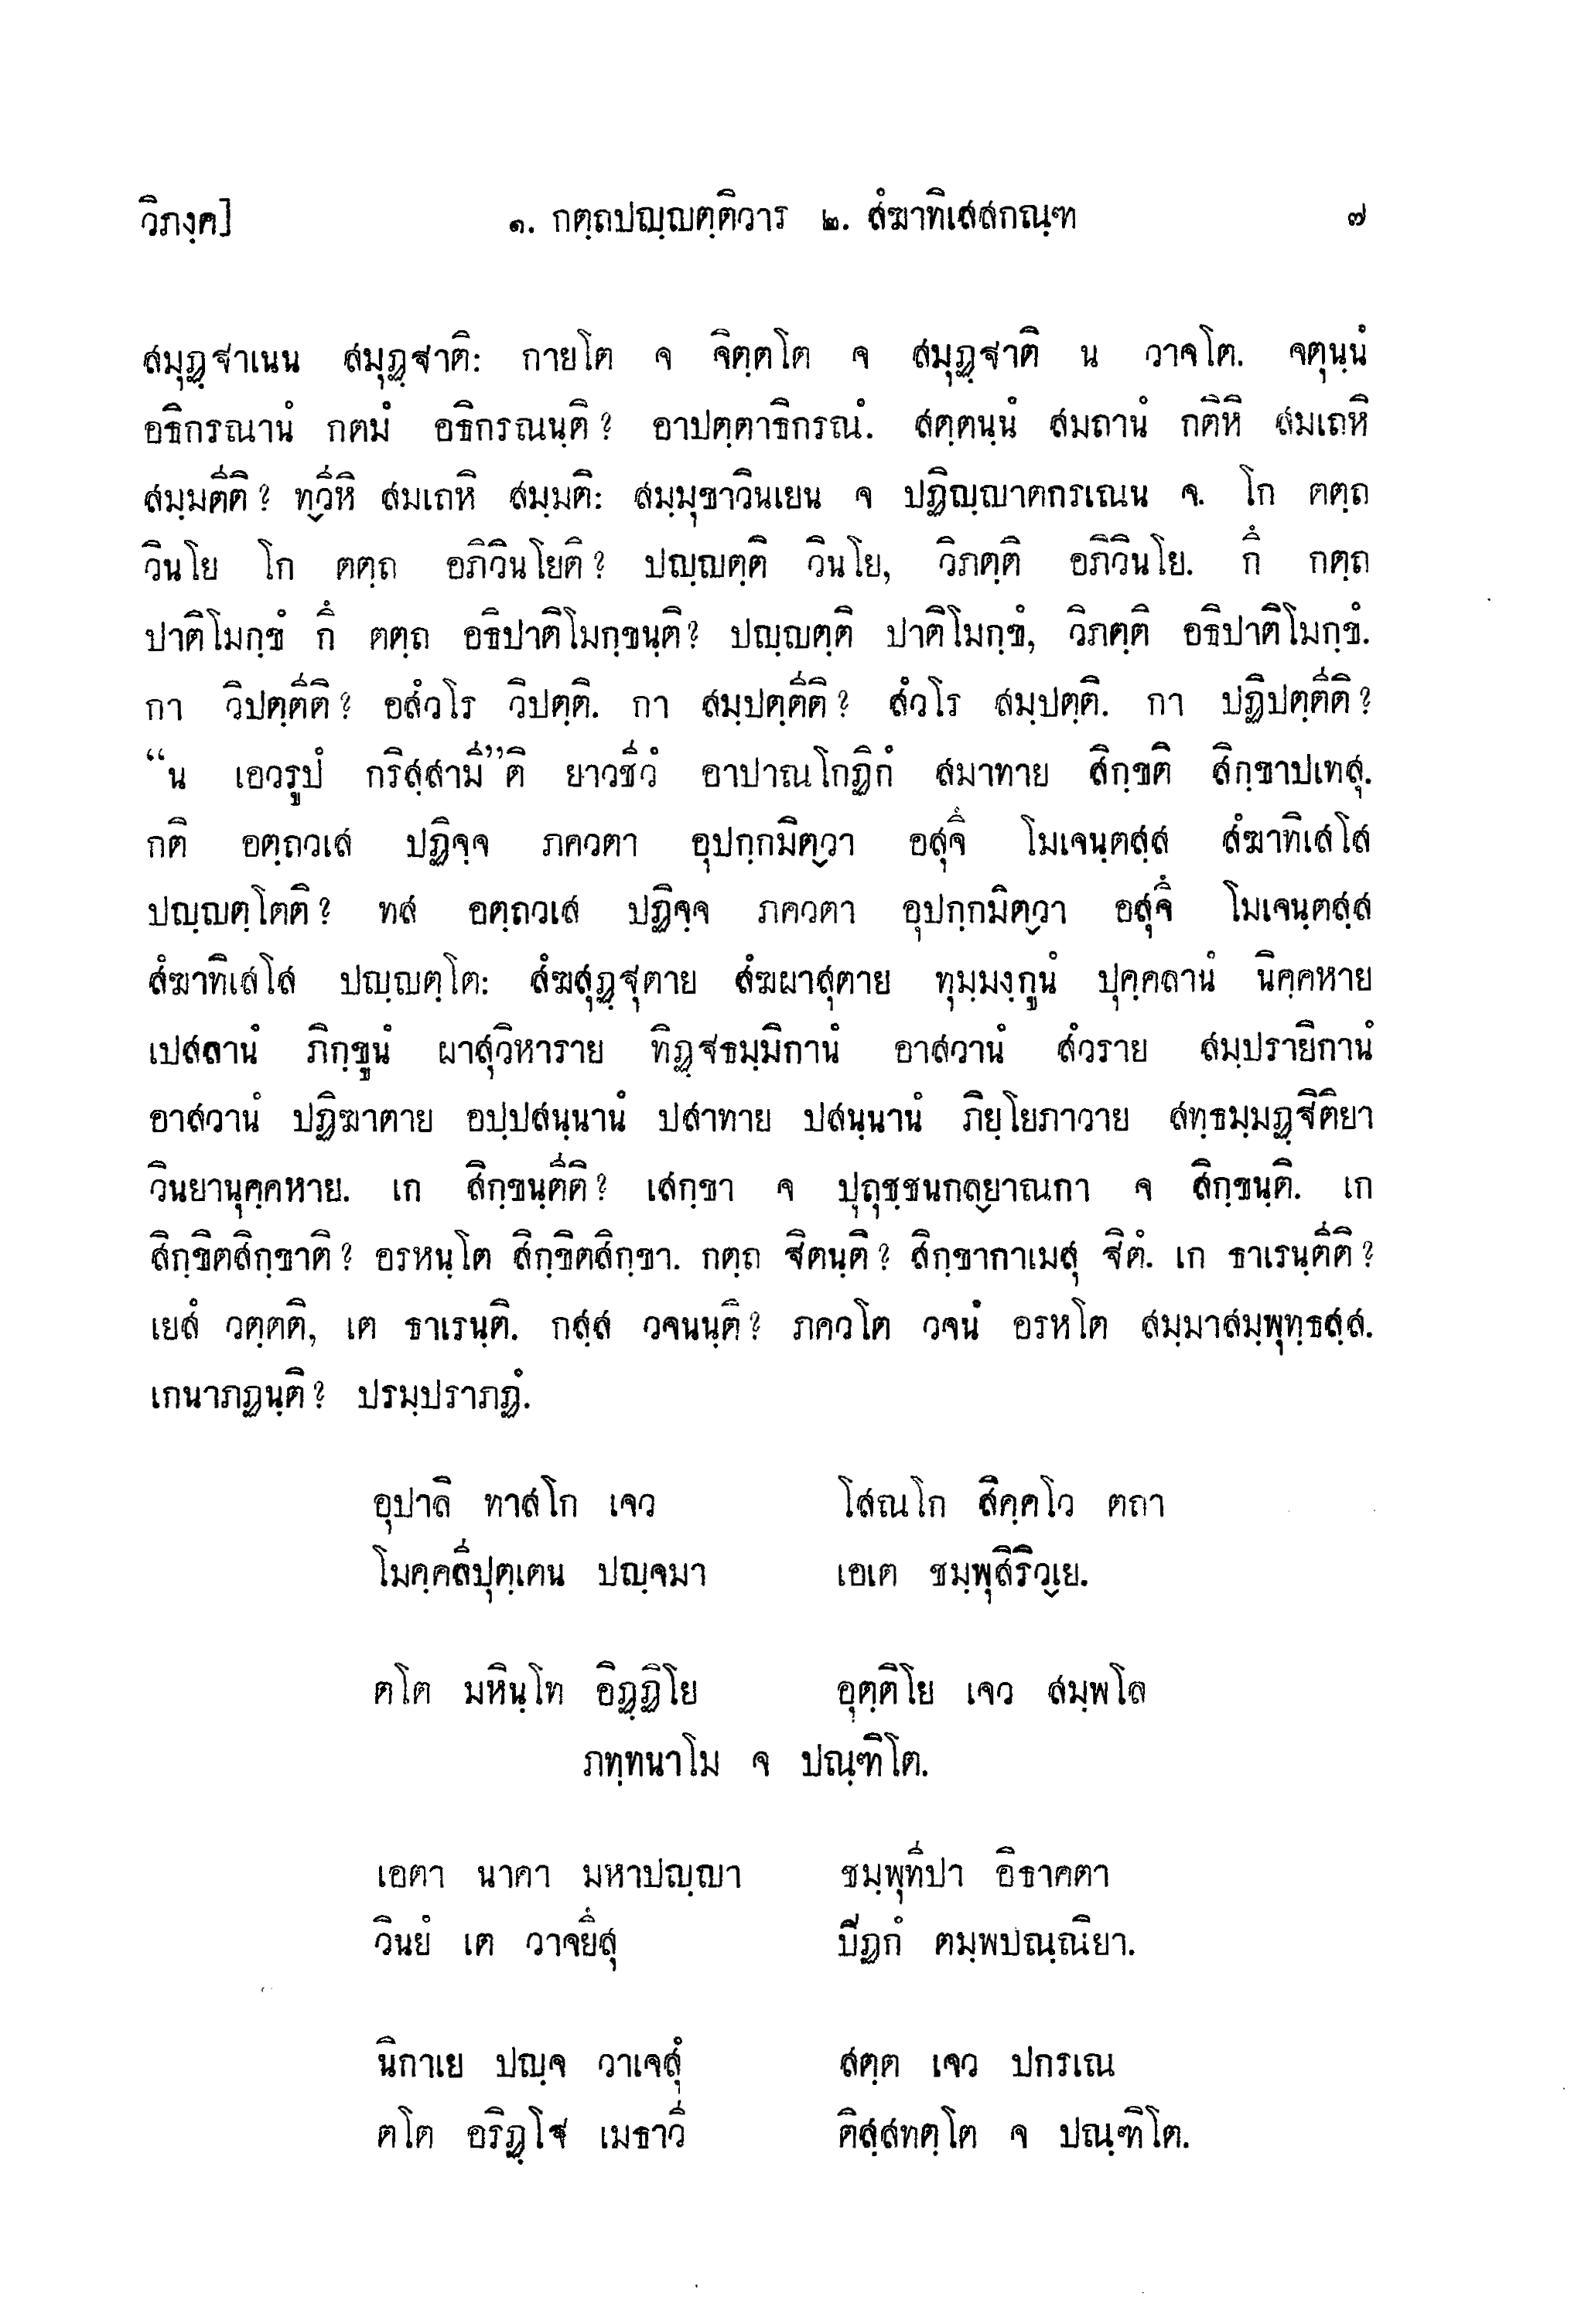 วิภงฺค]
๑. กตฺถปญฺญตฺติวาร ๒. สํฆาทิเสสกณฺฑ
๗
สมุฏฺฐาเนน สมุฏฺฐาติ: กายโต จ จิตฺตโต จ สมุฏฺฐาติ น วาจโต. จตุนฺนํ
อธิกรณานํ กตมํ อธิกรณนฺติ? อาปตฺตาธิกรณํ. สตฺตนฺนํ สมถานํ กติหิ สมเถหิ
สมฺมตีติ? ทฺวีหิ สมเถหิ สมฺมติ: สมฺมุขาวินเยน จ ปฏิญฺญาตกรเณน จ. โก ตตฺถ
วินโย โก ตตฺถ อภิวินโยติ? ปญฺญตฺติ วินโย, วิภตฺติ อภิวินโย. กึ กตฺถ
ปาติโมกฺขํ กึ ตตฺถ อธิปาติโมกฺขนฺติ? ปญฺญตฺติ ปาติโมกฺขํ, วิภตฺติ อธิปาติโมกฺขํ.
กา วิปตฺตีติ? อสํวโร วิปตฺติ. กา สมฺปตฺตีติ? สํวโร สมฺปตฺติ. กา ปฏิปตฺตีติ?
“น เอวรูปํ กริสฺสามี”ติ ยาวชีวํ อาปาณโกฏิกํ สมาทาย สิกฺขติ สิกฺขาปเทสุ.
กติ อตฺถวเส ปฏิจฺจ ภควตา อุปกฺกมิตฺวา อสุจึ โมเจนฺตสฺส สํฆาทิเสโส
ปญฺญตฺโตติ? ทส อตฺถวเส ปฏิจฺจ ภควตา อุปกฺกมิตฺวา อสุจึ โมเจนฺตสฺส
สํฆาทิเสโส ปญฺญตฺโต: สํฆสุฏฺฐุตาย สํฆผาสุตาย ทุมฺมงฺกูนํ ปุคฺคลานํ นิคฺคหาย
เปสลานํ ภิกฺขูนํ ผาสุวิหาราย ทิฏฺฐธมฺมิกานํ อาสวานํ สํวราย สมฺปรายิกานํ
อาสวานํ ปฏิฆาตาย อปฺปสนฺนานํ ปสาทาย ปสนฺนานํ ภิยฺโยภาวาย สทฺธมฺมฏฺฐิติยา
วินยานุคฺคหาย. เก สิกฺขนฺตีติ? เสกฺขา จ ปุถุชฺชนกลฺยาณกา จ สิกฺขนฺติ. เก
สิกฺขิตสิกฺขาติ? อรหนฺโต สิกฺขิตสิกฺขา. กตฺถ ฐิตนฺติ? สิกฺขากาเมสุ ฐิตํ. เก ธาเรนฺตีติ?
เยสํ วตฺตติ, เต ธาเรนฺติ. กสฺส วจนนฺติ? ภควโต วจนํ อรหโต สมฺมาสมฺพุทฺธสฺส.
เกนาภฏนฺติ? ปรมฺปราภฏํ.
อุปาลิ ทาสโก เจว โสณโก สิคฺคโว ตถา
โมคฺคลีปุตฺเตน ปญฺจมา เอเต ชมฺพุสิริวฺเย.
ตโต มหินฺโท อิฏฺฏิโย อุตฺติโย เจว สมฺพโล
ภทฺทนาโม จ ปณฺฑิโต.
เอตา นาคา มหาปญฺญา ชมฺพุทีปา อิธาคตา
วินยํ เต วาจยึสุ ปิฏกํ ตมฺพปณฺณิยา.
นิกาเย ปญฺจ วาเจสุํ สตฺต เจว ปกรเณ
ตโต อริฏฺโฐ เมธาวี ติสฺสทตฺโต จ ปณฺฑิโต.